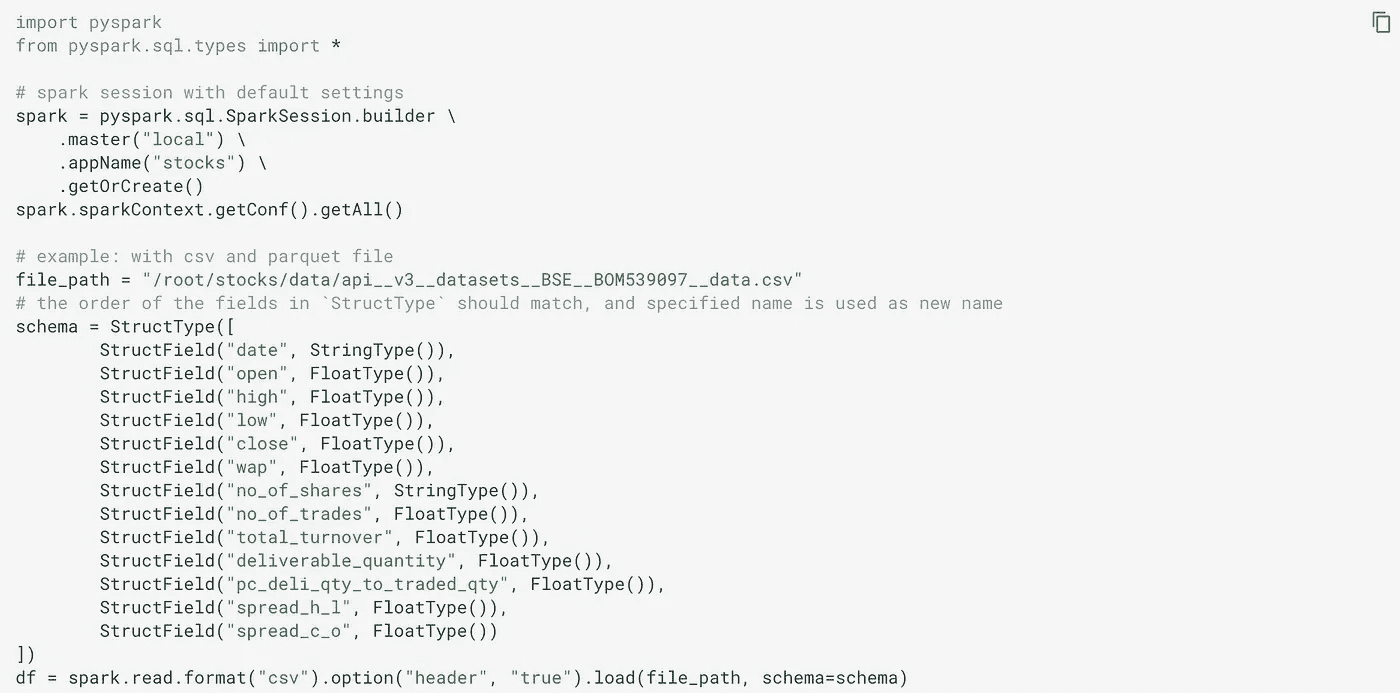 import pyspark
from pyspark.sql.types import *

# spark session with default settings
spark = pyspark.sql.SparkSession.builder \
    .master("local") \
    .appName("stocks") \
    .getOrCreate()
spark.sparkContext.getConf().getAll()

# example: with csv and parquet file
file_path = "/root/stocks/data/api__v3__datasets__BSE__BOM539097__data.csv"
# the order of the fields in `StructType` should match, and specified name is used as new name
schema = StructType([
        StructField("date", StringType()),
        StructField("open", FloatType()),
        StructField("high", FloatType()),
        StructField("low", FloatType()),
        StructField("close", FloatType()),
        StructField("wap", FloatType()),
        StructField("no_of_shares", StringType()),
        StructField("no_of_trades", FloatType()),
        StructField("total_turnover", FloatType()),
        StructField("deliverable_quantity", FloatType()),
        StructField("pc_deli_qty_to_traded_qty", FloatType()),
        StructField("spread_h_l", FloatType()),
        StructField("spread_c_o", FloatType())
])
df = spark.read.format("csv").option("header", "true").load(file_path, schema=schema)